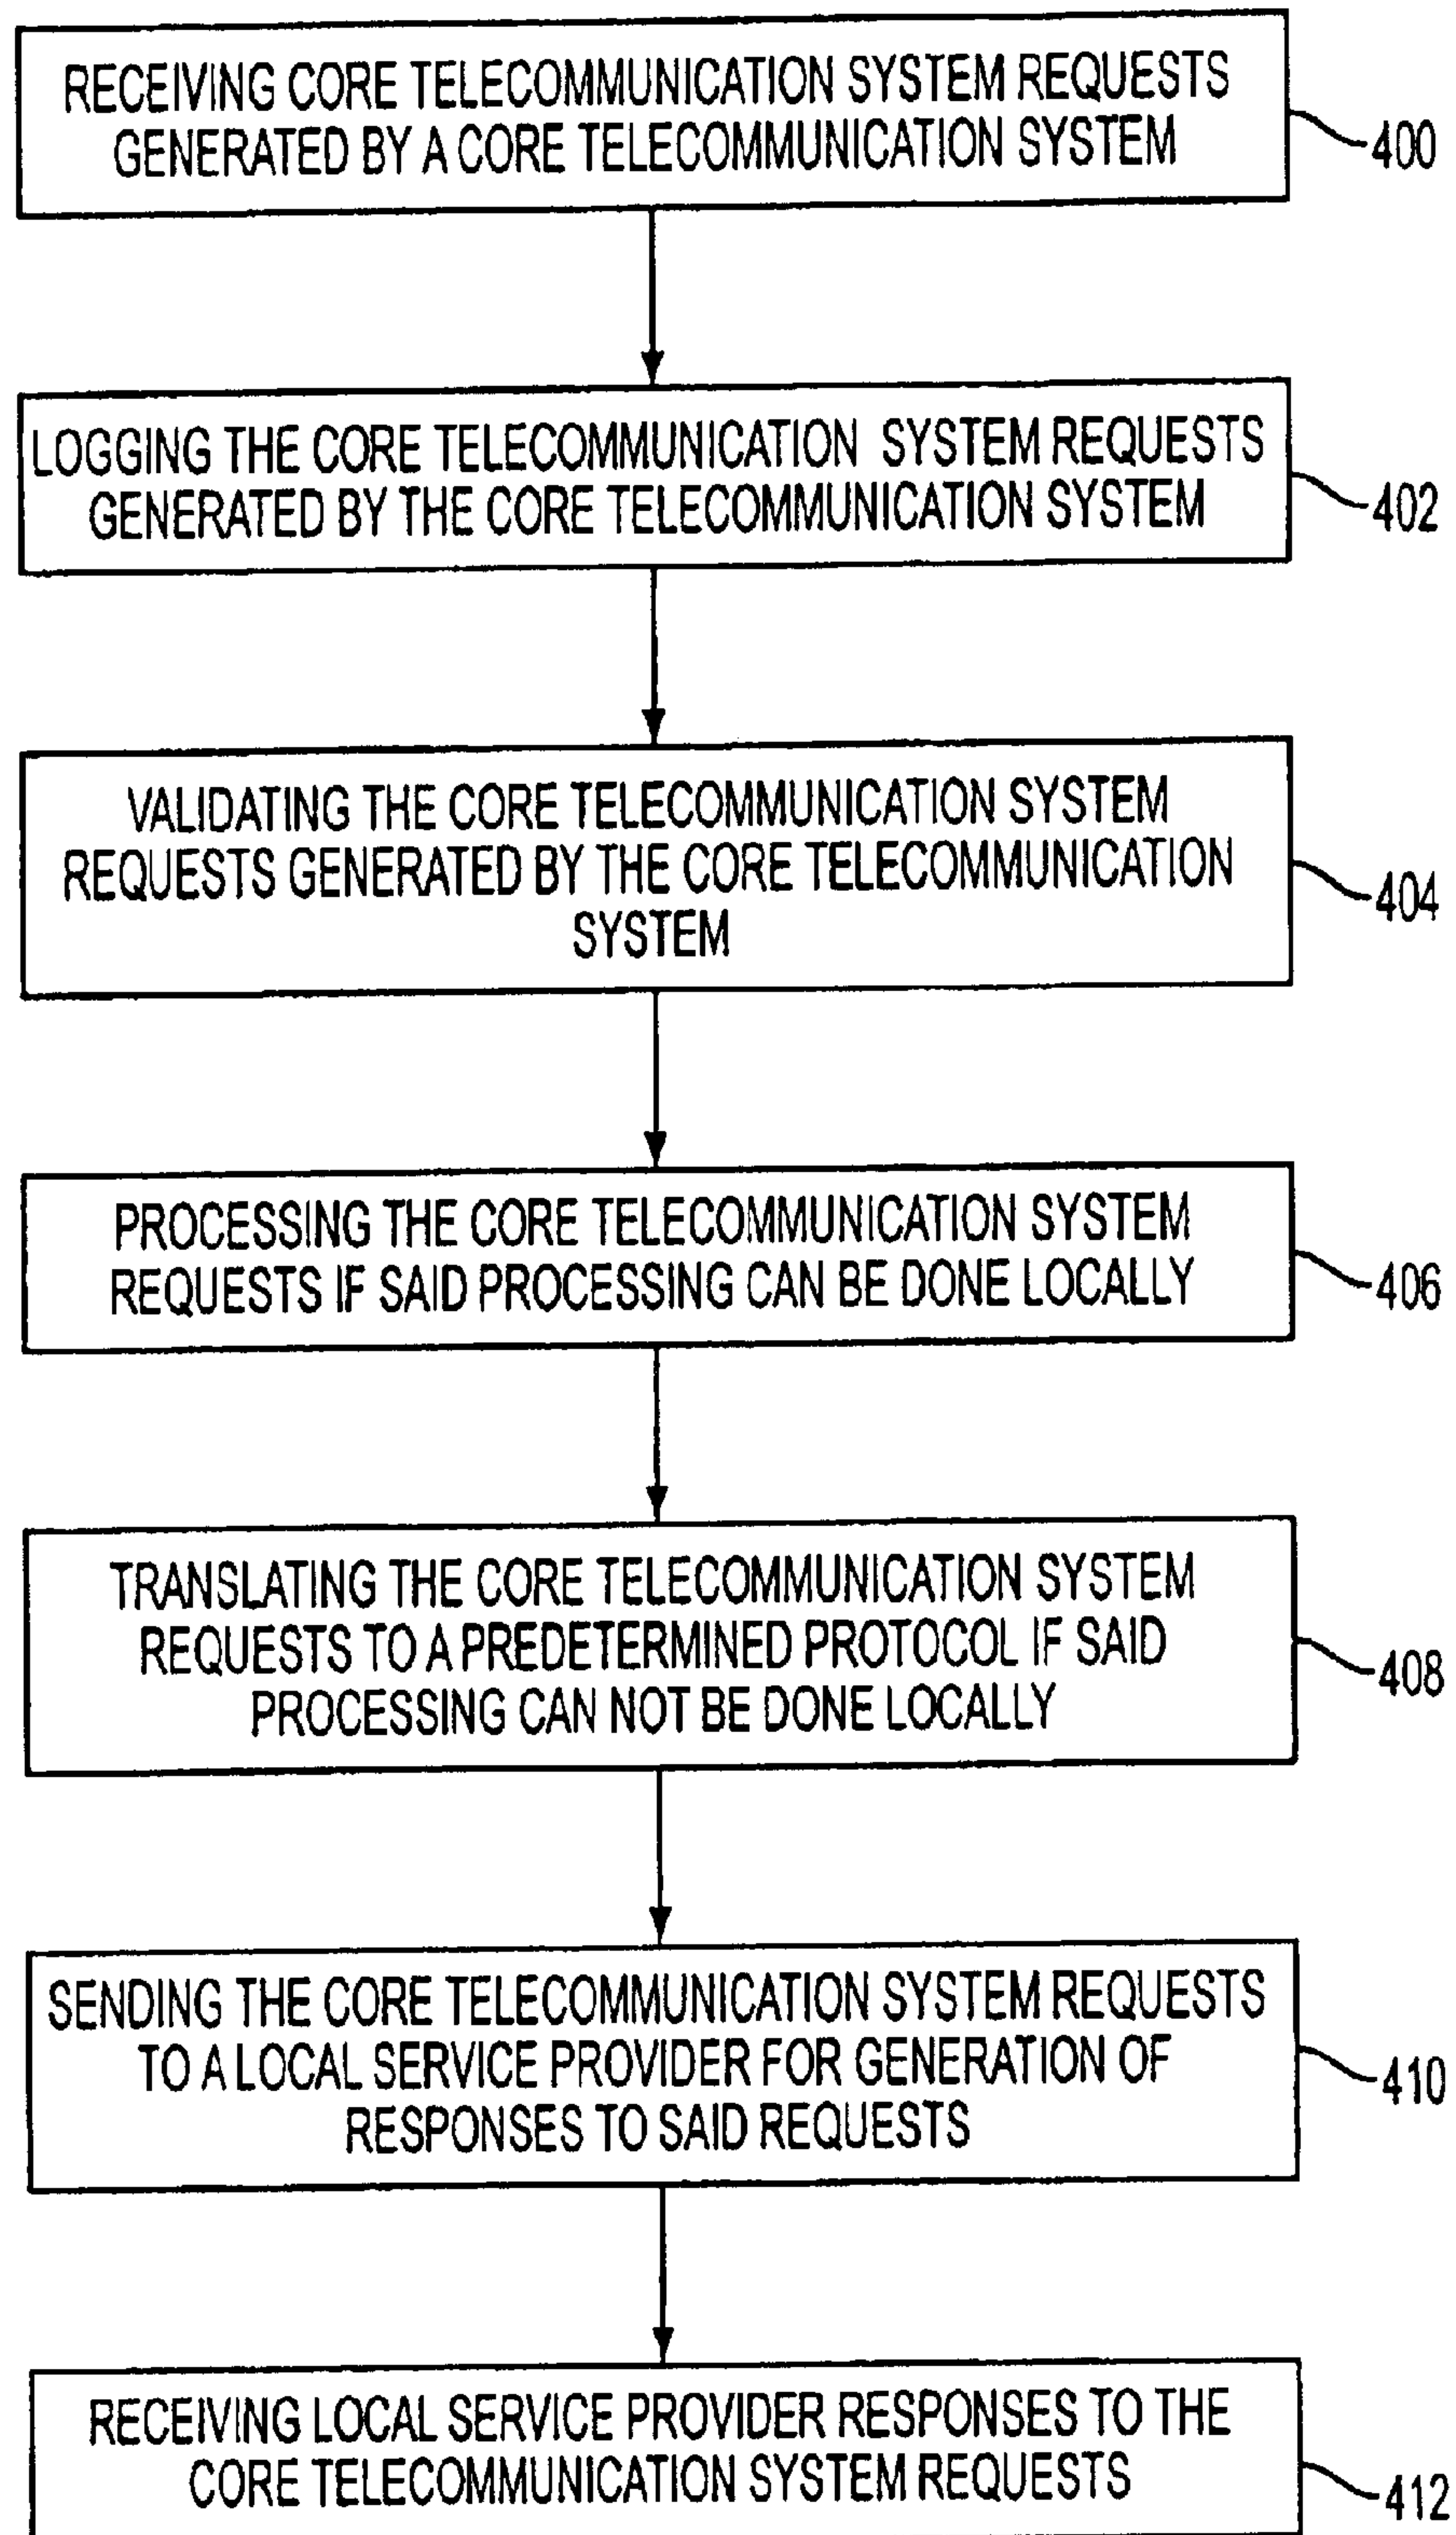 RECEIVING CORE TELECOMMUNICATION SYSTEM REQUESTS
GENERATED BY A CORE TELECOMMUNICATION SYSTEM
400
LOGGING THE CORE TELECOMMUNICATION SYSTEM REQUESTS
GENERATED BY THE CORE TELECOMMUNICATION SYSTEM
402
VALIDATING THE CORE TELECOMMUNICATION SYSTEM
REQUESTS GENERATED BY THE CORE TELECOMMUNICATION
SYSTEM
404
PROCESSING THE CORE TELECOMMUNICATION SYSTEM
REQUESTS IF SAID PROCESSING CAN BE DONE LOCALLY
406
TRANSLATING THE CORE TELECOMMUNICATION SYSTEM
REQUESTS TO A PREDETERMINED PROTOCOL IF SAID
PROCESSING CAN NOT BE DONE LOCALLY
408
SENDING THE CORE TELECOMMUNICATION SYSTEM REQUESTS
TO A LOCAL SERVICE PROVIDER FOR GENERATION OF
RESPONSES TO SAID REQUESTS
410
RECEIVING LOCAL SERVICE PROVIDER RESPONSES TO THE
CORE TELECOMMUNICATION SYSTEM REQUESTS
412